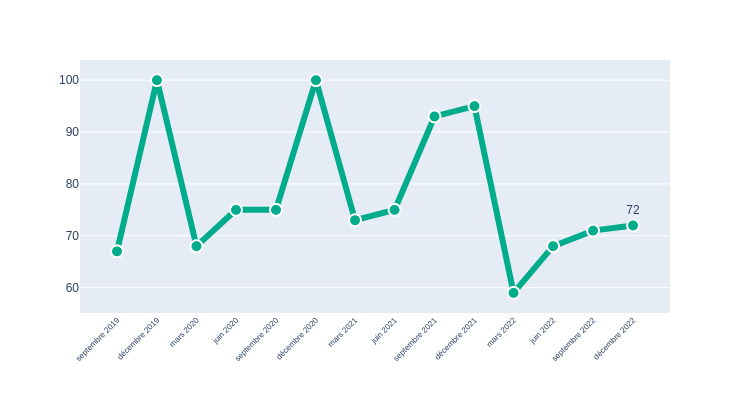 100
90
80
70
60
72
septembre 2019
décembre 2019
mars 2020
juin 2020
septembre 2020
décembre 2020
mars 2021
juin 2021
septembre 2021
décembre 2021
mars 2022
juin 2022
septembre 2022
décembre 2022